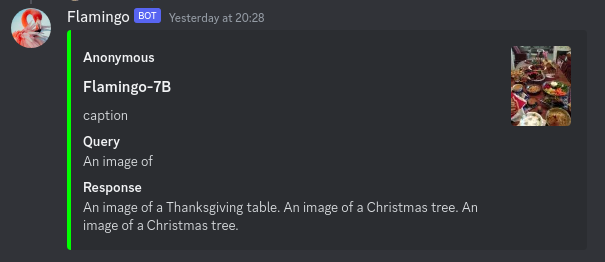 Flamingo BOT Yesterday at 20:28
Anonymous
Flamingo-7B
caption
Query
An image of
Response
An image of a Thanksgiving table. An image of a Christmas tree. An
image of a Christmas tree.